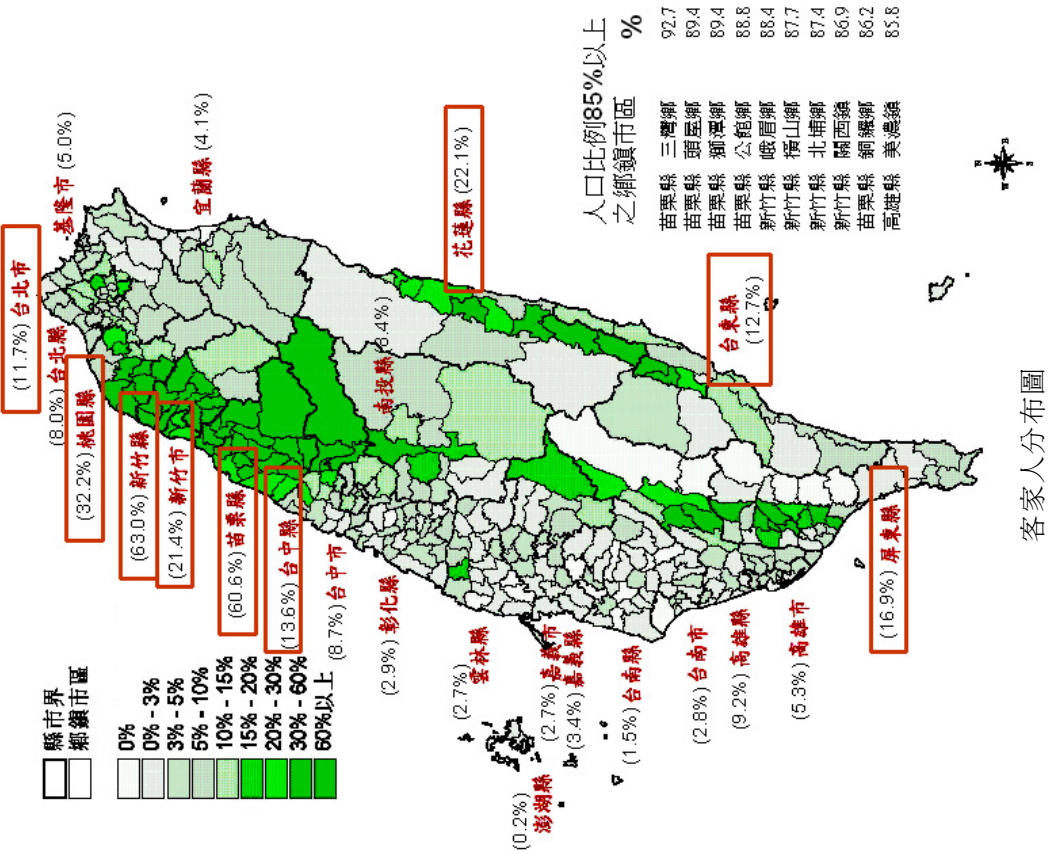 (11.7%) 台北市
基隆市 (5.0%)
(8.0%) 台北縣
宜蘭縣 (4.1%)
(32.2%) 桃園縣
(63.0%) 新竹縣
(21.4%) 新竹市
(60.6%) 苗栗縣
(13.6%) 台中縣
(8.7%) 台中市
(2.9%) 彰化縣
南投縣 (8.4%)
花蓮縣 (22.1%)
(2.7%)
雲林縣
(2.7%) 嘉義市
(3.4%) 嘉義縣
(1.5%) 台南縣
(2.8%) 台南市
(9.2%) 高雄縣
(5.3%) 高雄市
(16.9%) 屏東縣
台東縣
(12.7%)
(0.2%)
澎湖縣
縣市界
鄉鎮市區
0%
0% - 3%
3% - 5%
5% - 10%
10% - 15%
15% - 20%
20% - 30%
30% - 60%
60%以上
人口比例85%以上
之鄉鎮市區 %
苗栗縣 三灣鄉 92.7
苗栗縣 頭屋鄉 89.4
苗栗縣 獅潭鄉 89.4
苗栗縣 公館鄉 88.8
新竹縣 峨眉鄉 88.4
新竹縣 橫山鄉 87.7
新竹縣 北埔鄉 87.4
新竹縣 關西鎮 86.9
苗栗縣 銅鑼鄉 86.2
高雄縣 美濃鎮 85.8
N
W
E
S
客家人分布圖